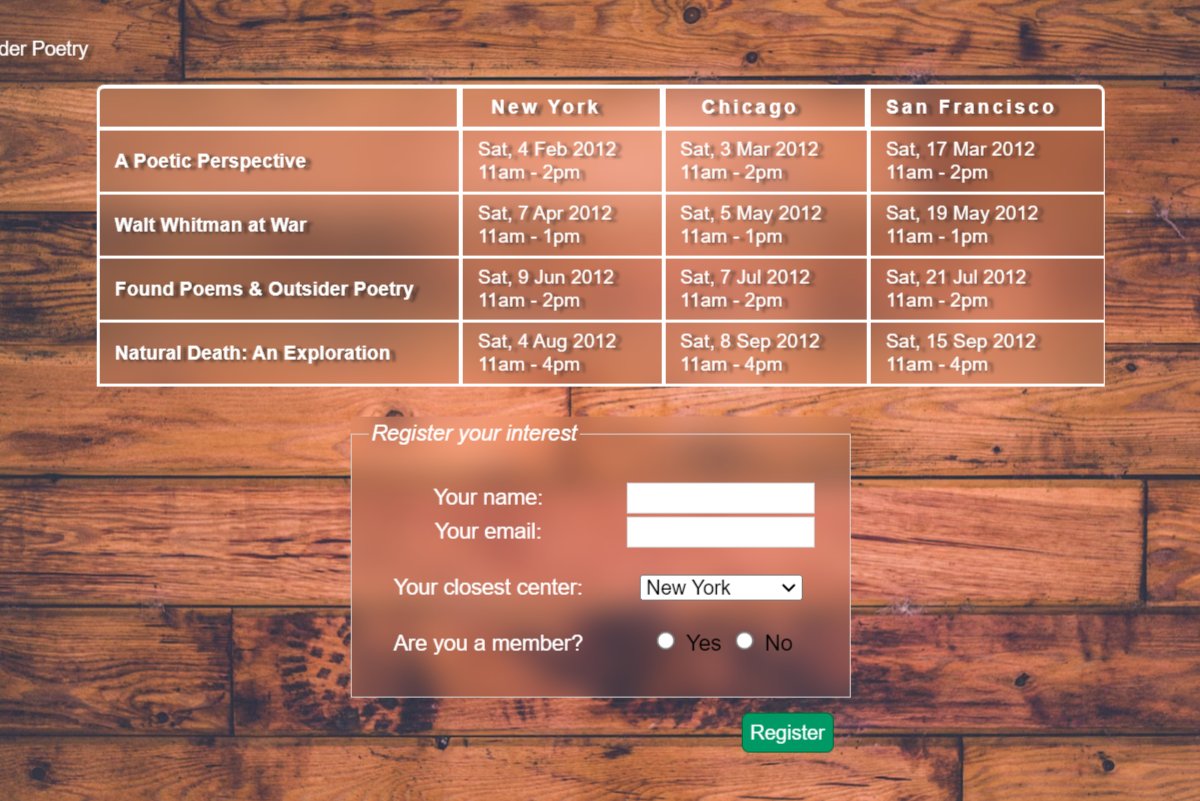 der Poetry
New York Chicago San Francisco
A Poetic Perspective
Sat, 4 Feb 2012
11am - 2pm
Sat, 3 Mar 2012
11am - 2pm
Sat, 17 Mar 2012
11am - 2pm
Walt Whitman at War
Sat, 7 Apr 2012
11am - 1pm
Sat, 5 May 2012
11am - 1pm
Sat, 19 May 2012
11am - 1pm
Found Poems & Outsider Poetry
Sat, 9 Jun 2012
11am - 2pm
Sat, 7 Jul 2012
11am - 2pm
Sat, 21 Jul 2012
11am - 2pm
Natural Death: An Exploration
Sat, 4 Aug 2012
11am - 4pm
Sat, 8 Sep 2012
11am - 4pm
Sat, 15 Sep 2012
11am - 4pm
Register your interest
Your name:
Your email:
Your closest center: New York
Are you a member? Yes No
Register